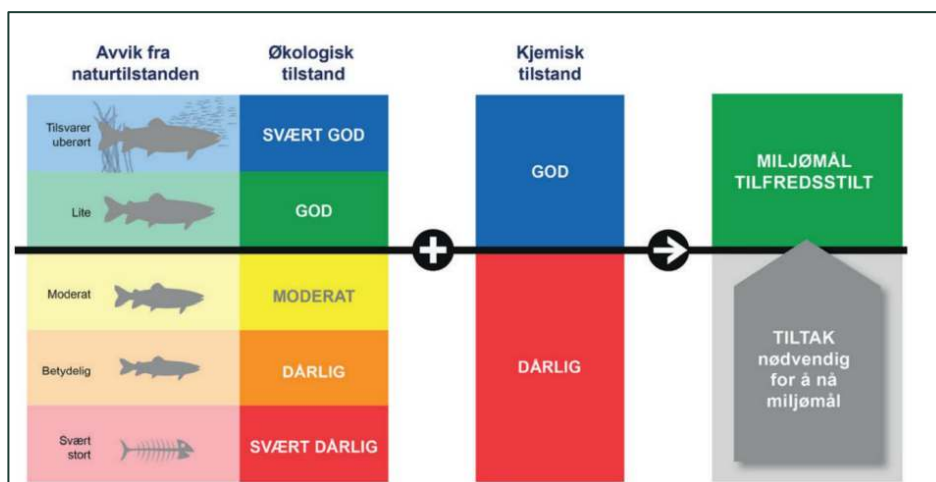 Avvik fra
naturtilstanden
Økologisk
tilstand
Kjemisk
tilstand
Tilsvarer
uberørt
SVÆRT GOD
Lite
GOD
GOD
MILJØMÅL
TILFREDSSTILT
Moderat
MODERAT
Betydelig
DÅRLIG
DÅRLIG
TILTAK
nødvendig
for å nå
miljømål
Svært
stort
SVÆRT DÅRLIG